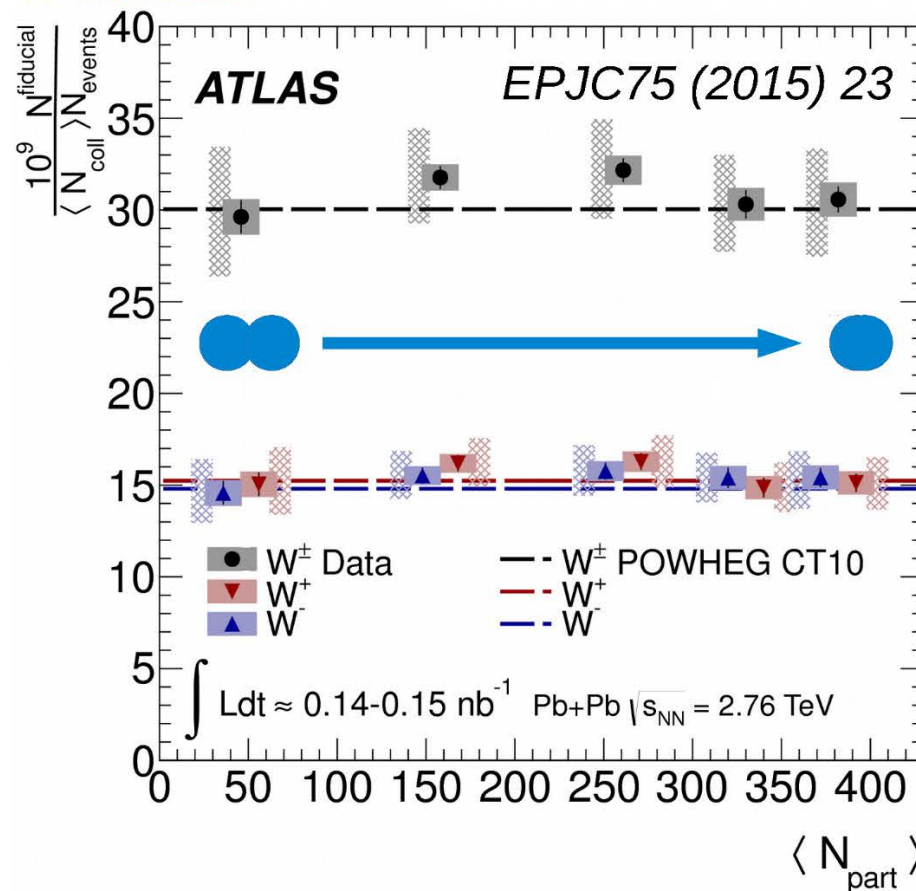 ATLAS
EPJC75 (2015) 23
10⁹ N^fiducial
⟨ N_coll ⟩N_events
40
35
30
25
20
15
10
5
0
W± Data
W⁺
W⁻
W± POWHEG CT10
W⁺
W⁻
∫ Ldt ≈ 0.14-0.15 nb⁻¹ Pb+Pb √s_NN = 2.76 TeV
0 50 100 150 200 250 300 350 400
⟨ N_part ⟩